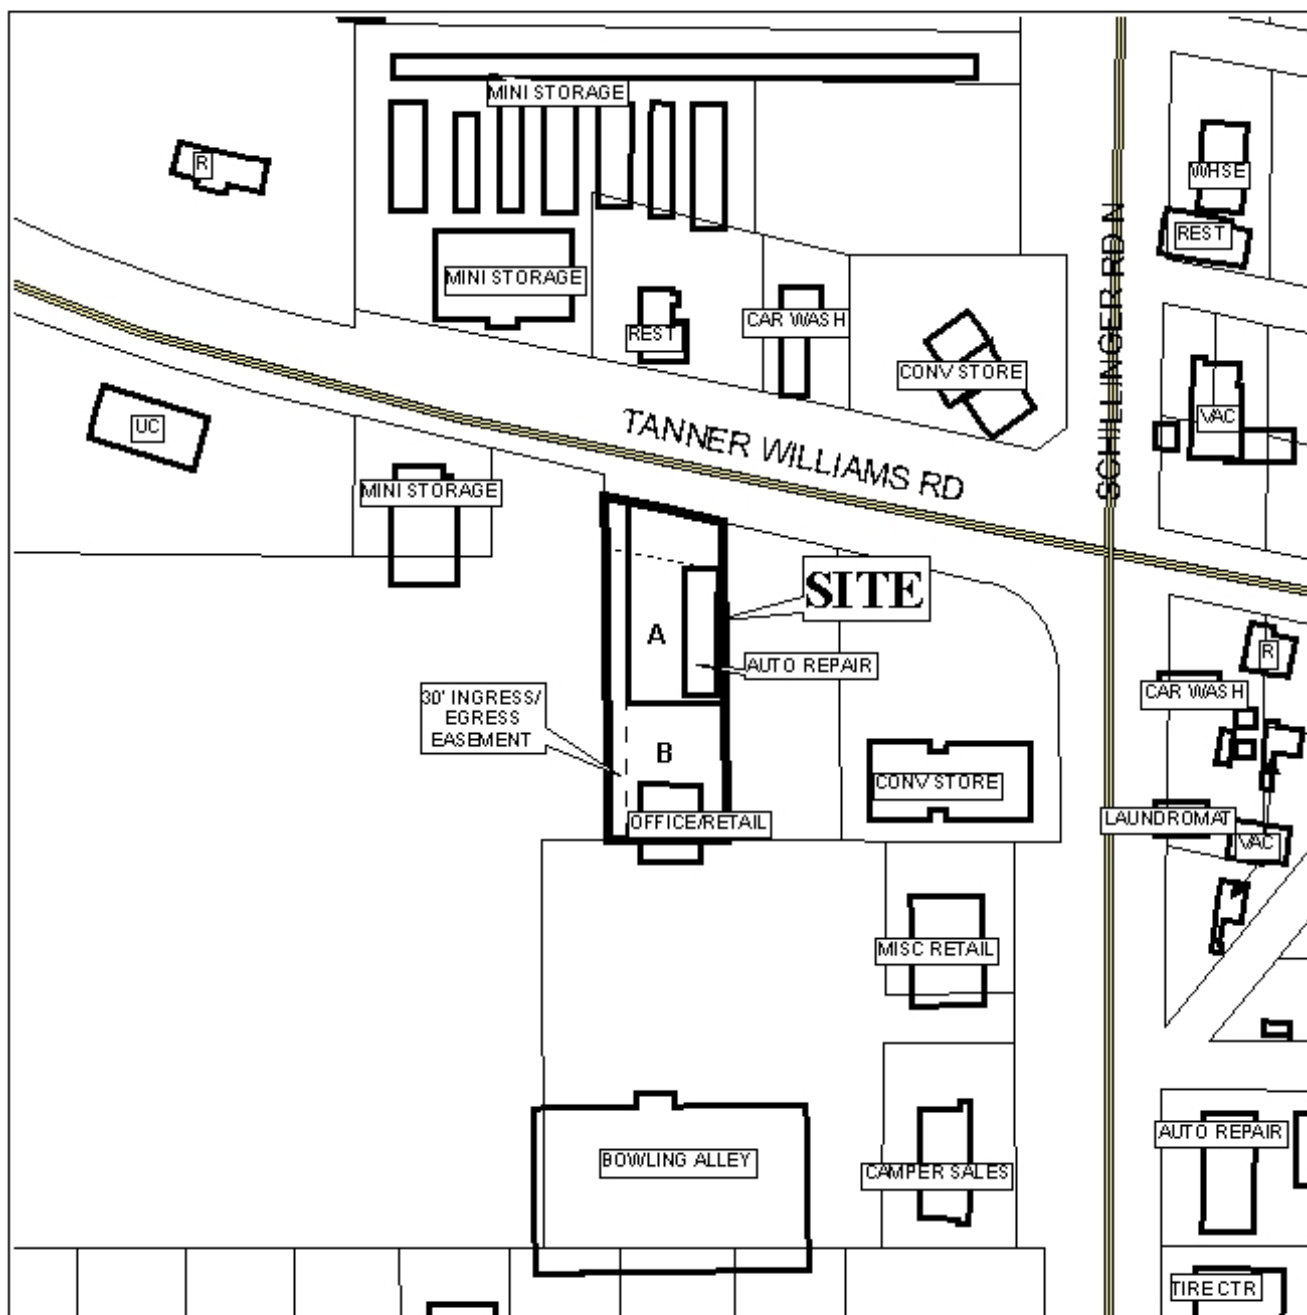 MINI STORAGE
R
WHSE
REST
MINI STORAGE
CAR WASH
REST
SCHILLINGER RD N
CONV STORE
VAC
UC
TANNER WILLIAMS RD
MINI STORAGE
SITE
A
R
AUTO REPAIR
CAR WASH
30' INGRESS/
EGRESS
EASEMENT
B
CONV STORE
OFFICE/RETAIL
LAUNDROMAT
VAC
MISC RETAIL
AUTO REPAIR
BOWLING ALLEY
CAMPER SALES
TIRE CTR